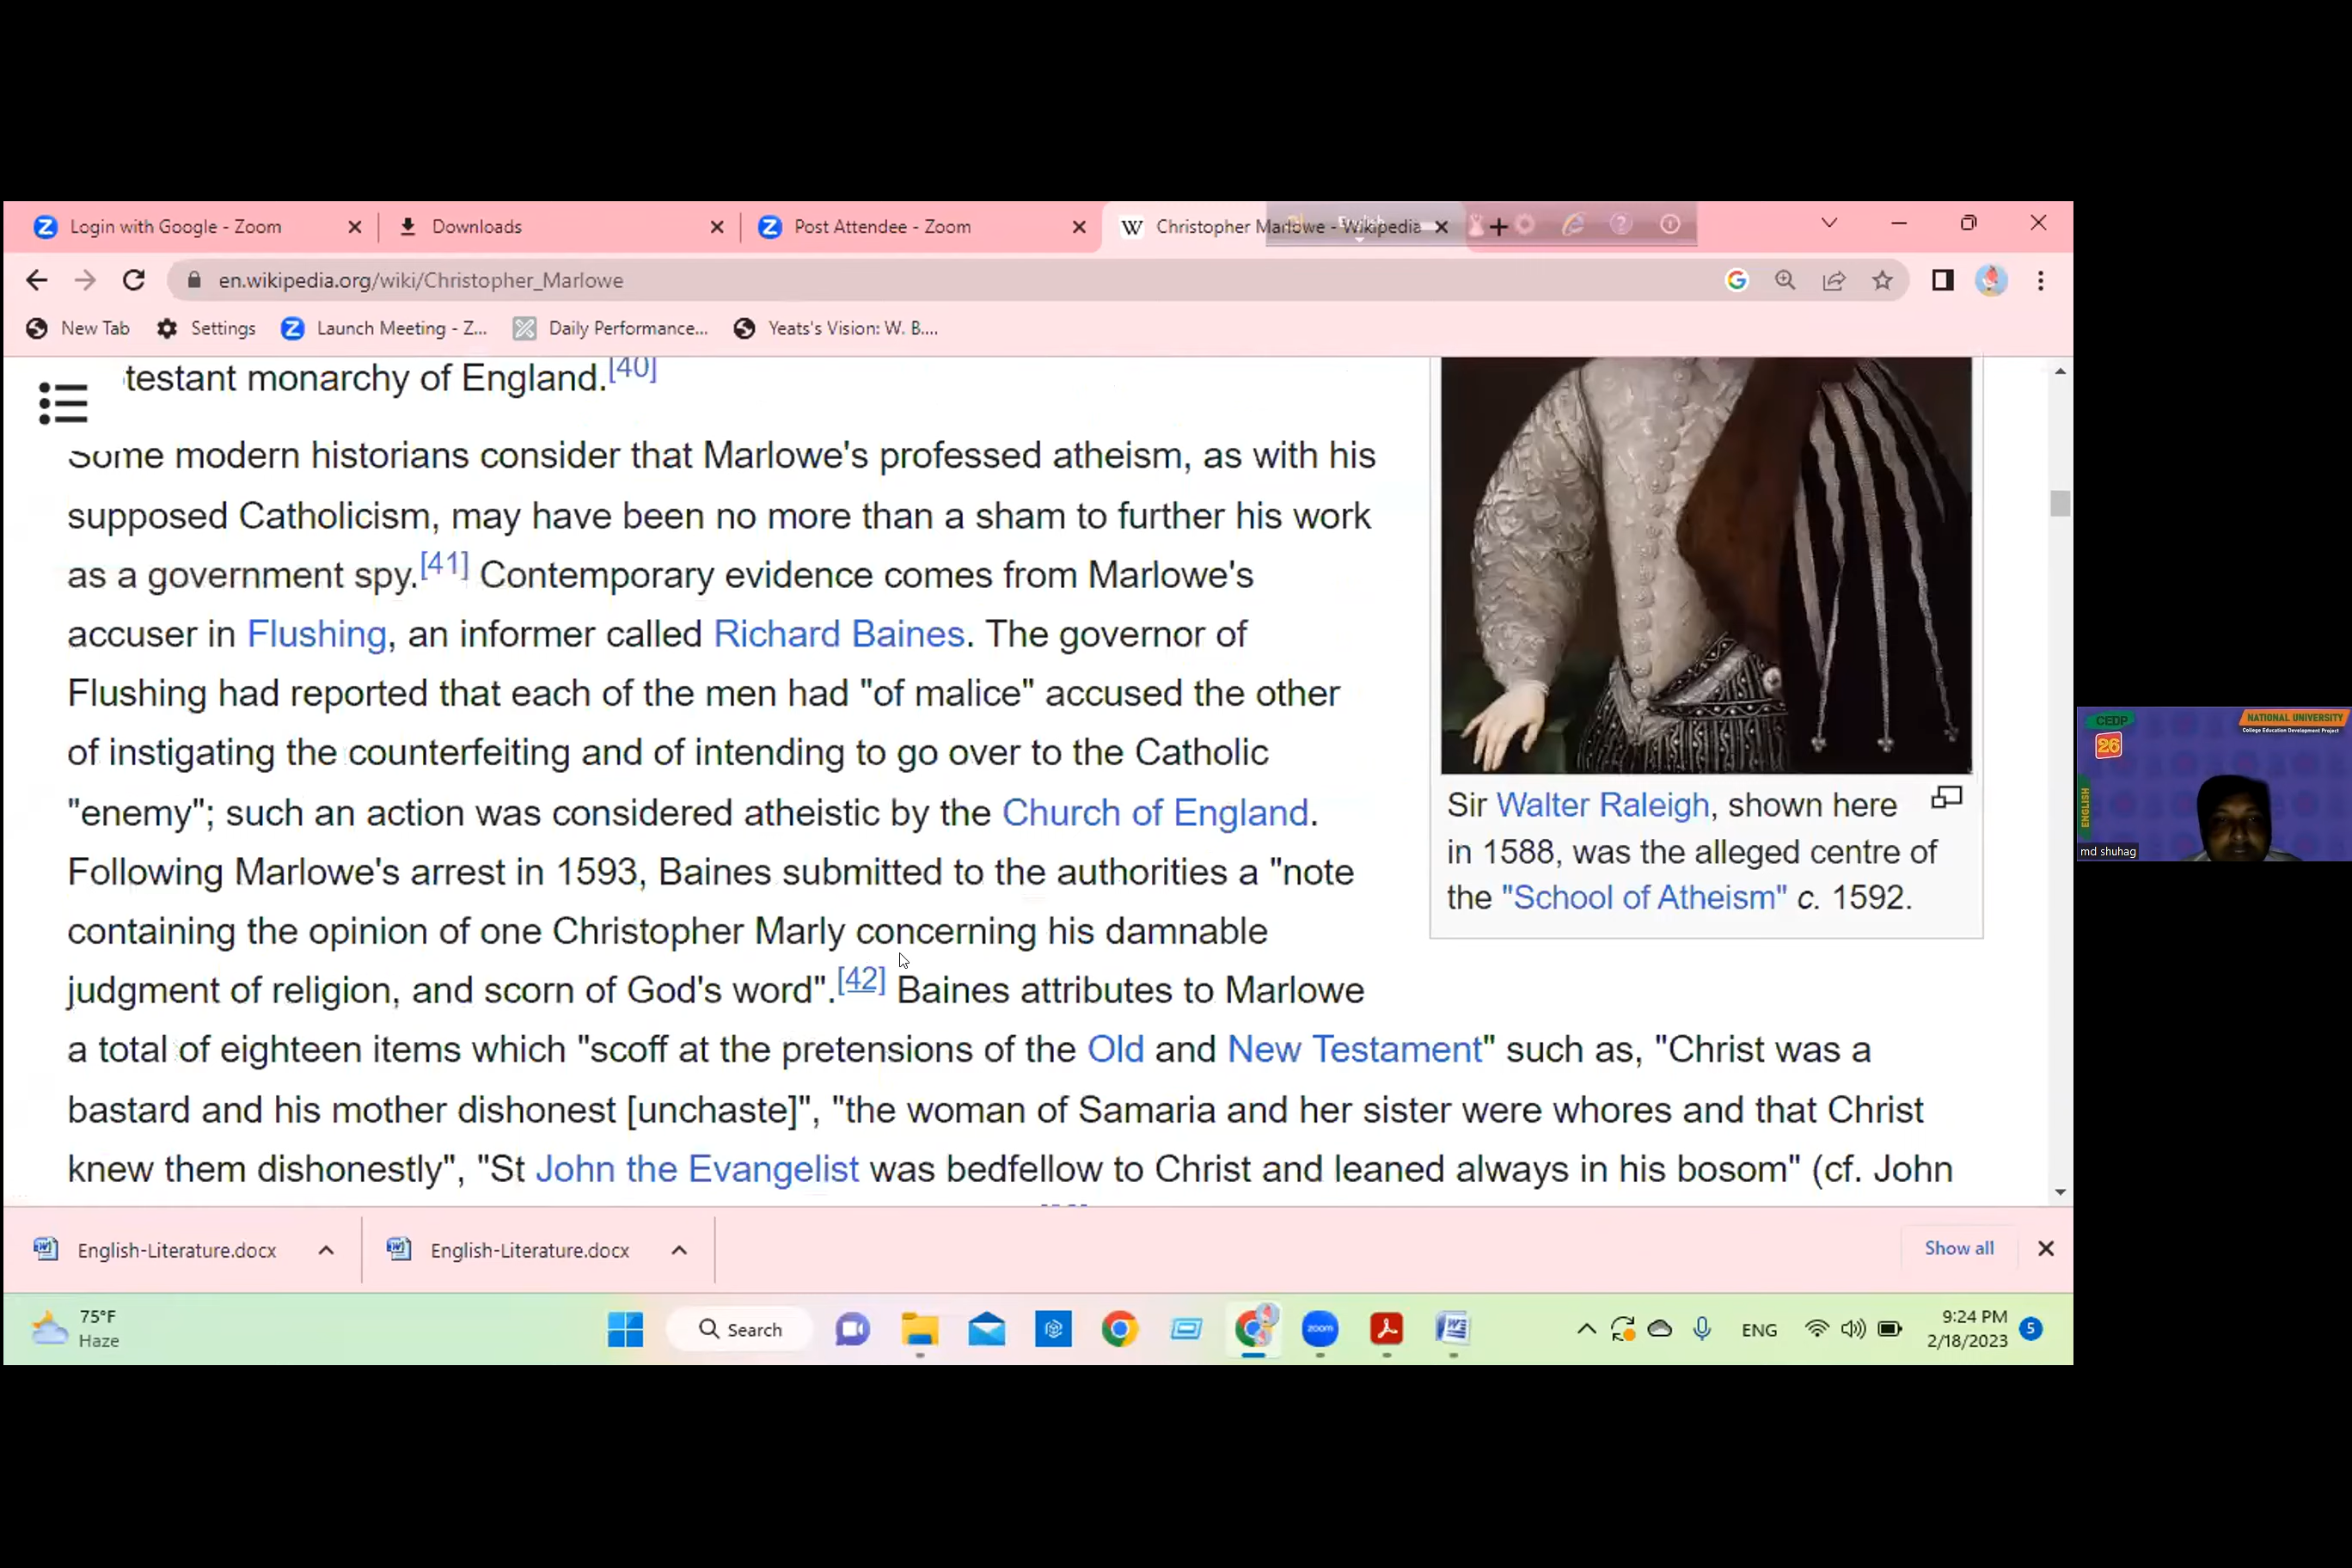 Login with Google - Zoom
Downloads
Post Attendee - Zoom
Christopher Marlowe - Wikipedia
en.wikipedia.org/wiki/Christopher_Marlowe
New Tab
Settings
Launch Meeting - Z...
Daily Performance...
Yeats's Vision: W. B....
testant monarchy of England.[40]
Some modern historians consider that Marlowe's professed atheism, as with his
supposed Catholicism, may have been no more than a sham to further his work
as a government spy.[41] Contemporary evidence comes from Marlowe's
accuser in Flushing, an informer called Richard Baines. The governor of
Flushing had reported that each of the men had "of malice" accused the other
of instigating the counterfeiting and of intending to go over to the Catholic
"enemy"; such an action was considered atheistic by the Church of England.
Following Marlowe's arrest in 1593, Baines submitted to the authorities a "note
containing the opinion of one Christopher Marly concerning his damnable
judgment of religion, and scorn of God's word".[42] Baines attributes to Marlowe
a total of eighteen items which "scoff at the pretensions of the Old and New Testament" such as, "Christ was a
bastard and his mother dishonest [unchaste]", "the woman of Samaria and her sister were whores and that Christ
knew them dishonestly", "St John the Evangelist was bedfellow to Christ and leaned always in his bosom" (cf. John
Sir Walter Raleigh, shown here
in 1588, was the alleged centre of
the "School of Atheism" c. 1592.
English-Literature.docx
English-Literature.docx
Show all
75°F
Haze
Search
zoom
ENG
9:24 PM
2/18/2023
5
CEDP
26
NATIONAL UNIVERSITY
College Education Development Project
ENGLISH
md shuhag